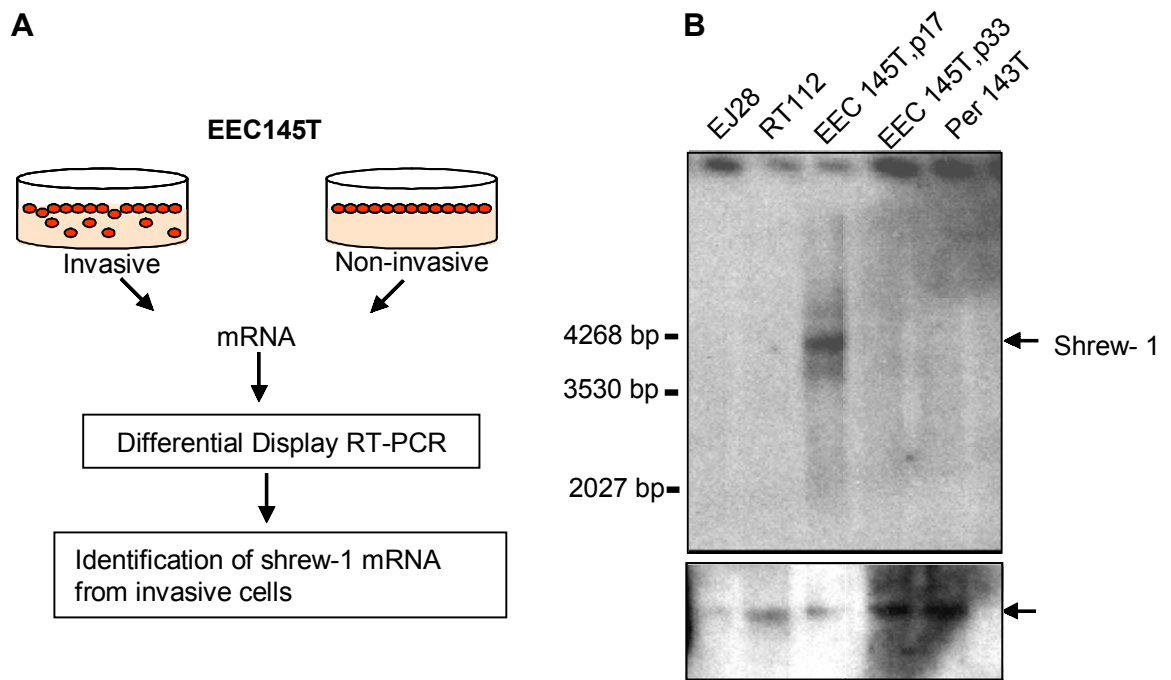 A
EEC145T
Invasive
Non-invasive
mRNA
Differential Display RT-PCR
Identification of shrew-1 mRNA
from invasive cells
B
EJ28
RT112
EEC 145T,p17
EEC 145T,p33
Per 143T
4268 bp
3530 bp
2027 bp
Shrew- 1